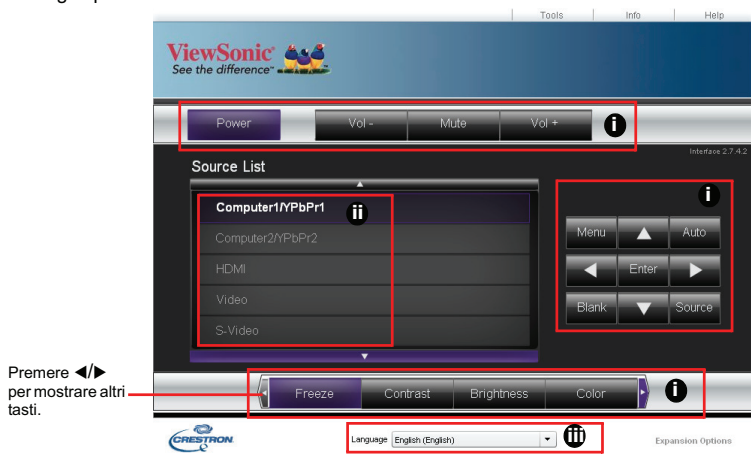 Tools Info Help
ViewSonic®
See the difference™
Power Vol - Mute Vol + i
Interface 2.7.4.2
Source List
i
Computer1/YPbPr1 ii
Computer2/YPbPr2
HDMI
Video
S-Video
Menu Auto
Enter
Blank Source
Premere ◀/▶
per mostrare altri
tasti.
Freeze Contrast Brightness Color i
CRESTRON
Language English (English) iii
Expansion Options